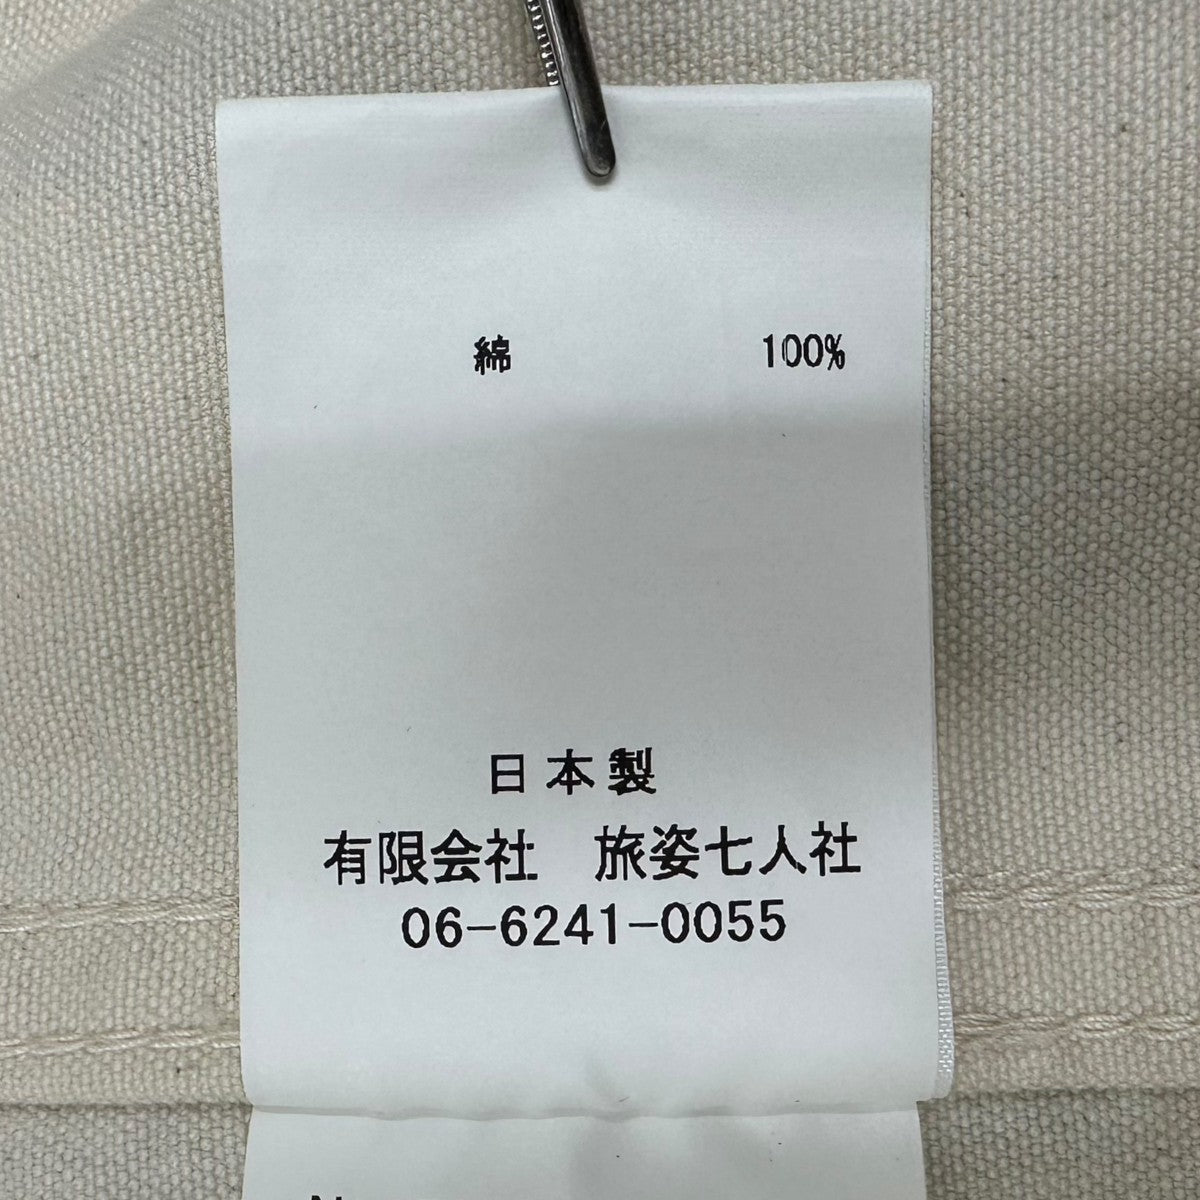 綿 100%
日本製
有限会社 旅姿七人社
06-6241-0055